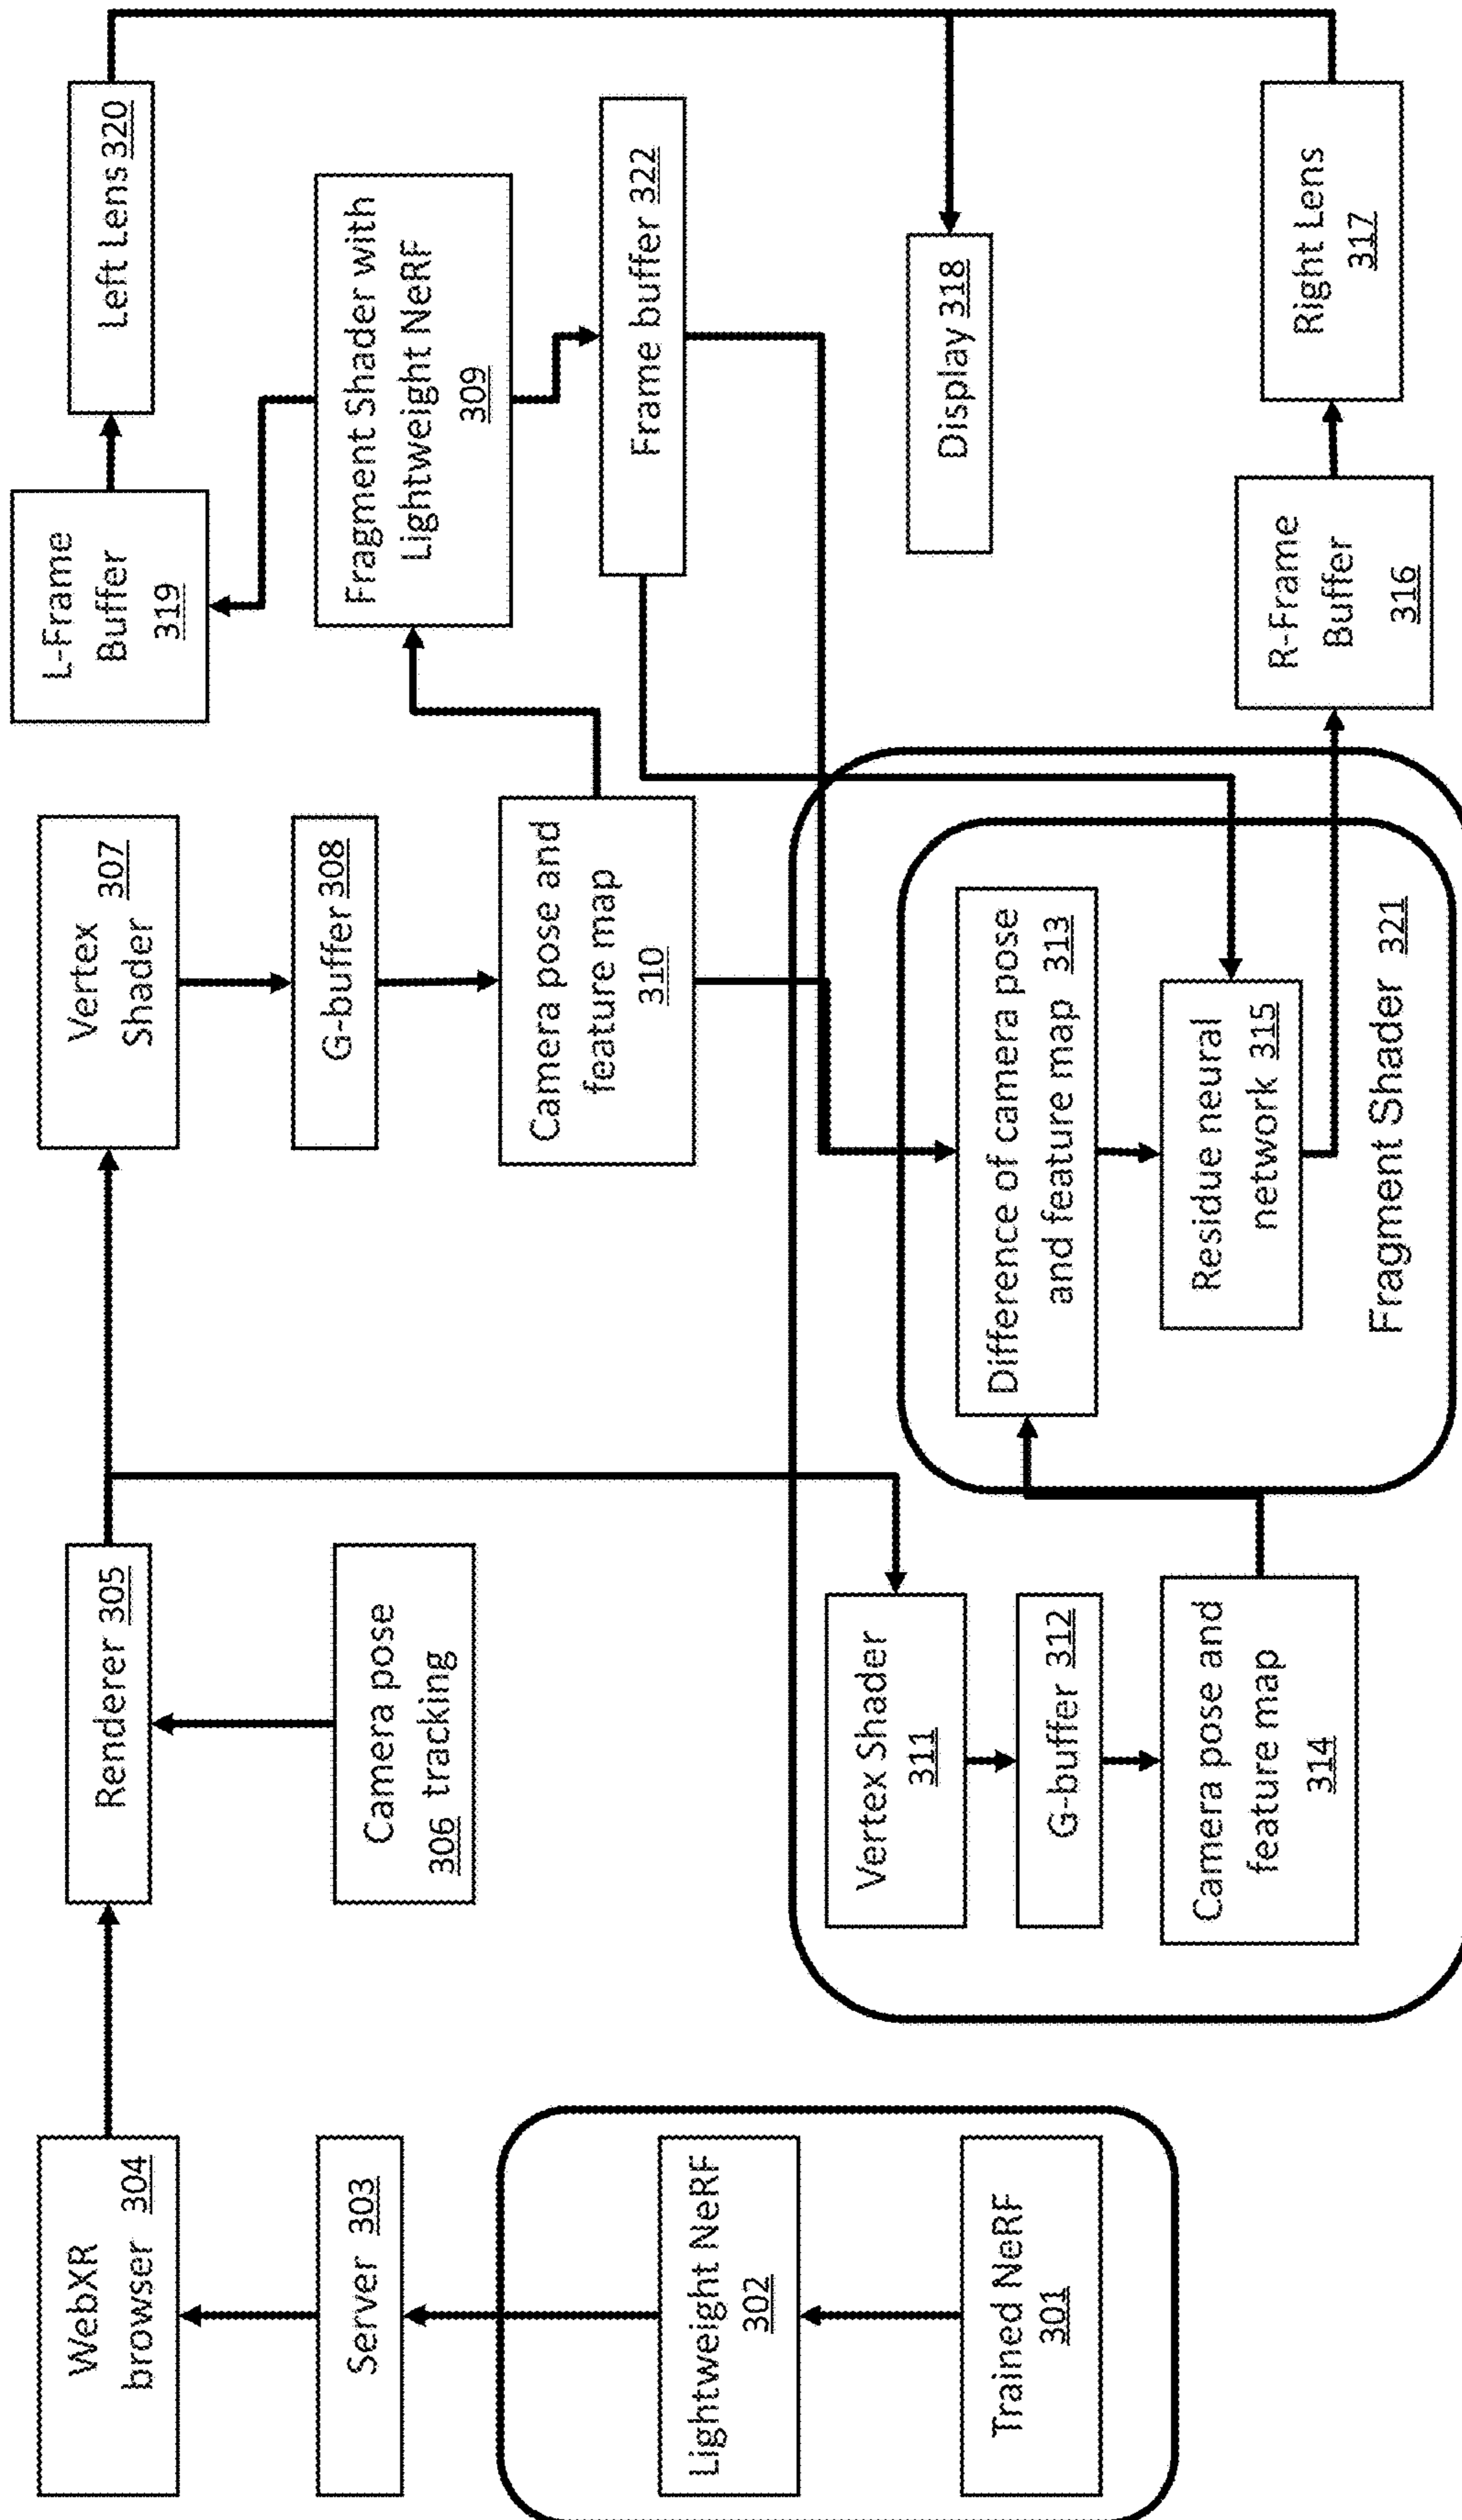 WebXR
browser 304
Server 303
Lightweight NeRF
302
Trained NeRF
301
Renderer 305
Camera pose
306 tracking
Vertex Shader
311
G-buffer 312
Camera pose and
feature map
314
Vertex 307
Shader
G-buffer 308
Camera pose and
feature map
310
Difference of camera pose
and feature map 313
Residue neural
network 315
Fragment Shader 321
L-Frame
Buffer
319
Left Lens 320
Fragment Shader with
Lightweight NeRF
309
Frame buffer 322
Display 318
R-Frame
Buffer
316
Right Lens
317